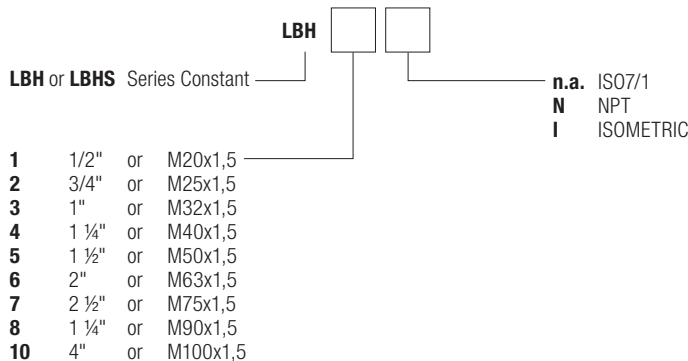 LBH
LBH or LBHS Series Constant
n.a. ISO7/1
N NPT
I ISOMETRIC
1 1/2" or M20x1,5
2 3/4" or M25x1,5
3 1" or M32x1,5
4 1 ¼" or M40x1,5
5 1 ½" or M50x1,5
6 2" or M63x1,5
7 2 ½" or M75x1,5
8 1 ¼" or M90x1,5
10 4" or M100x1,5